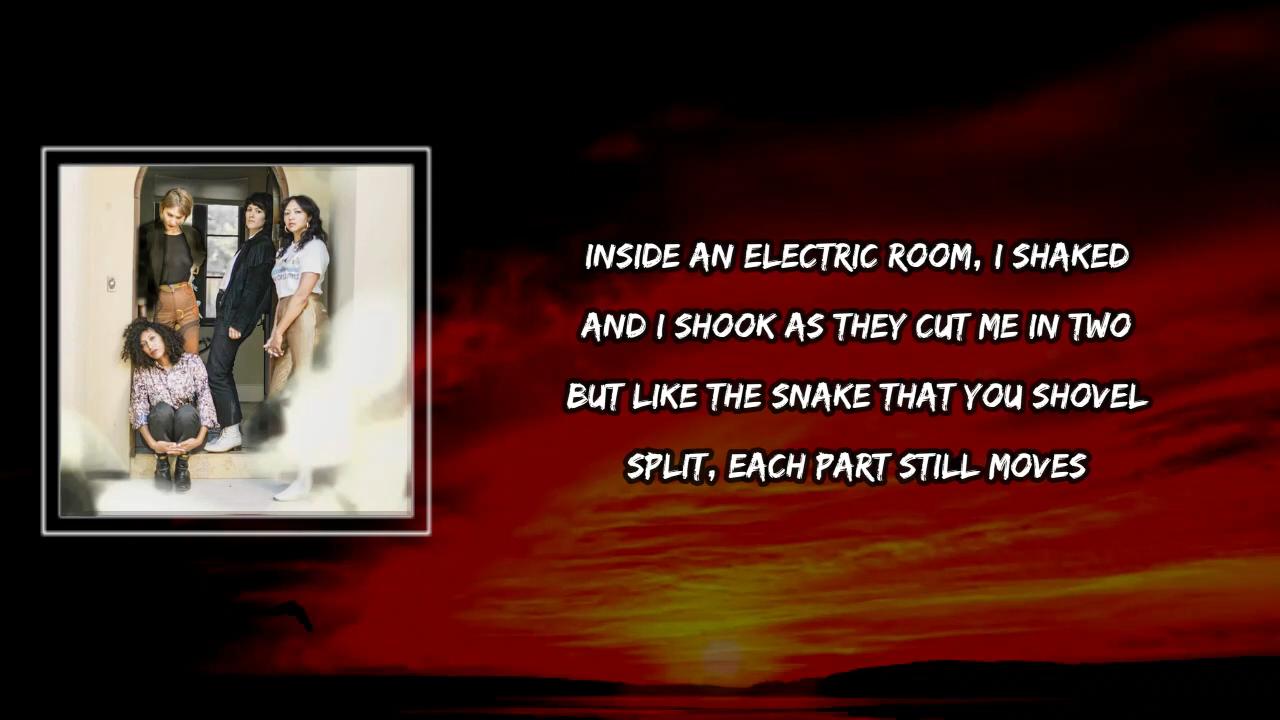 INSIDE AN ELECTRIC ROOM, I SHAKED
AND I SHOOK AS THEY CUT ME IN TWO
BUT LIKE THE SNAKE THAT YOU SHOVEL
SPLIT, EACH PART STILL MOVES